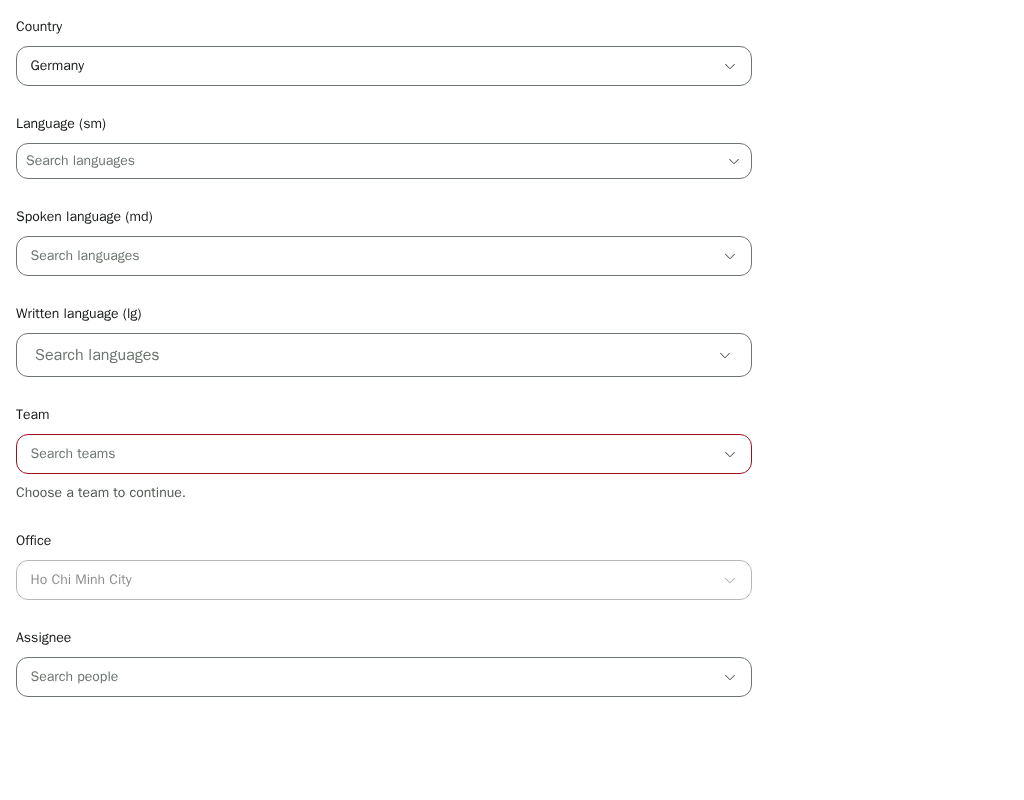 Country
Germany
Language (sm)
Search languages
Spoken language (md)
Search languages
Written language (lg)
Search languages
Team
Search teams
Choose a team to continue.
Office
Ho Chi Minh City
Assignee
Search people